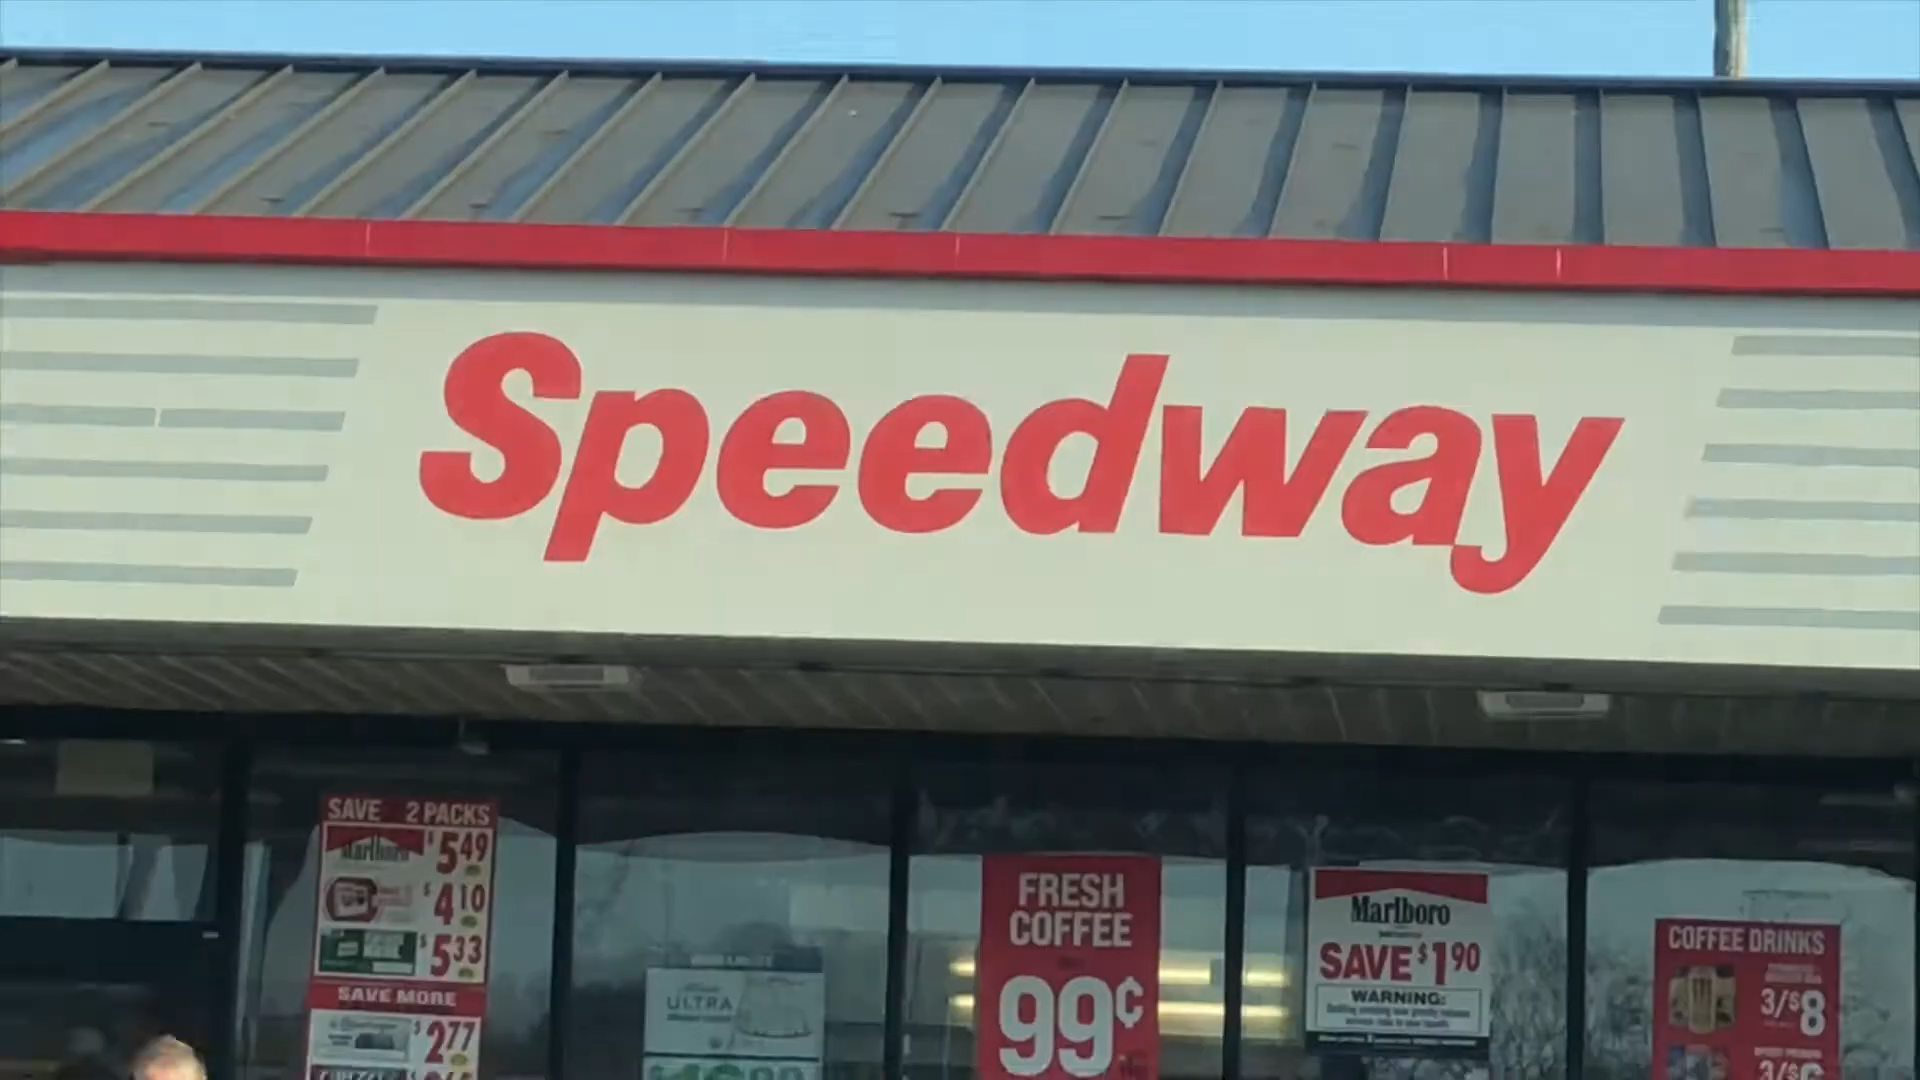 Speedway
SAVE 2 PACKS
Marlboro $5.49
$4.10
$5.33
SAVE MORE
$2.77
ULTRA
FRESH
COFFEE
99¢
Marlboro
SAVE $1.90
WARNING:
COFFEE DRINKS
3/$8